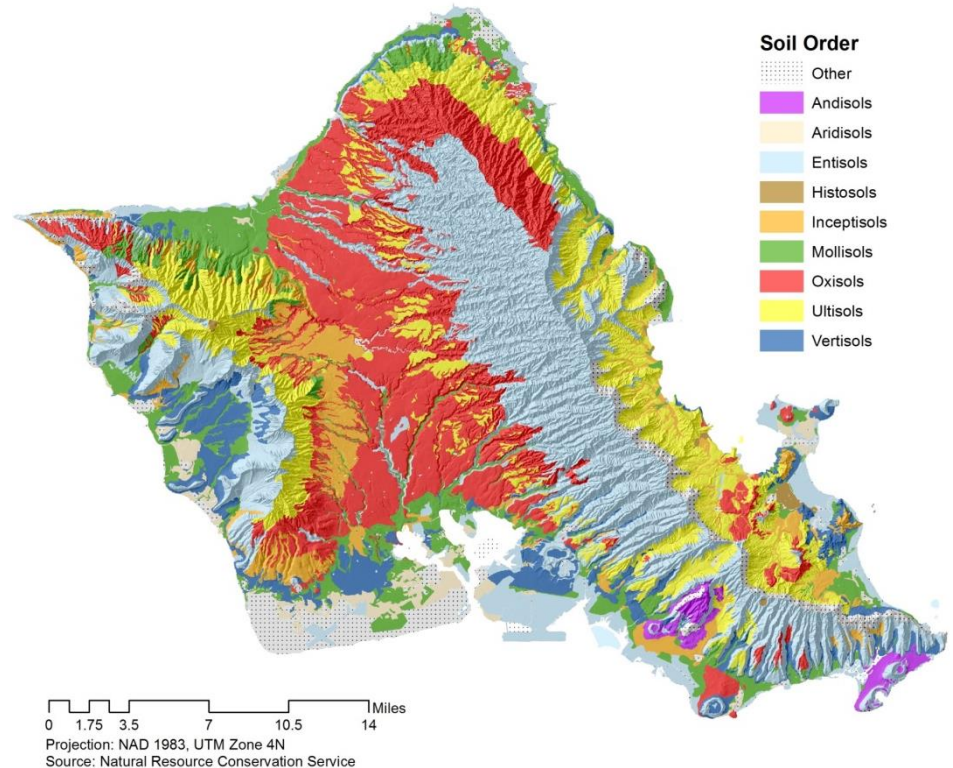 Soil Order
Other
Andisols
Aridisols
Entisols
Histosols
Inceptisols
Mollisols
Oxisols
Ultisols
Vertisols
Miles
0 1.75 3.5 7 10.5 14
Projection: NAD 1983, UTM Zone 4N
Source: Natural Resource Conservation Service